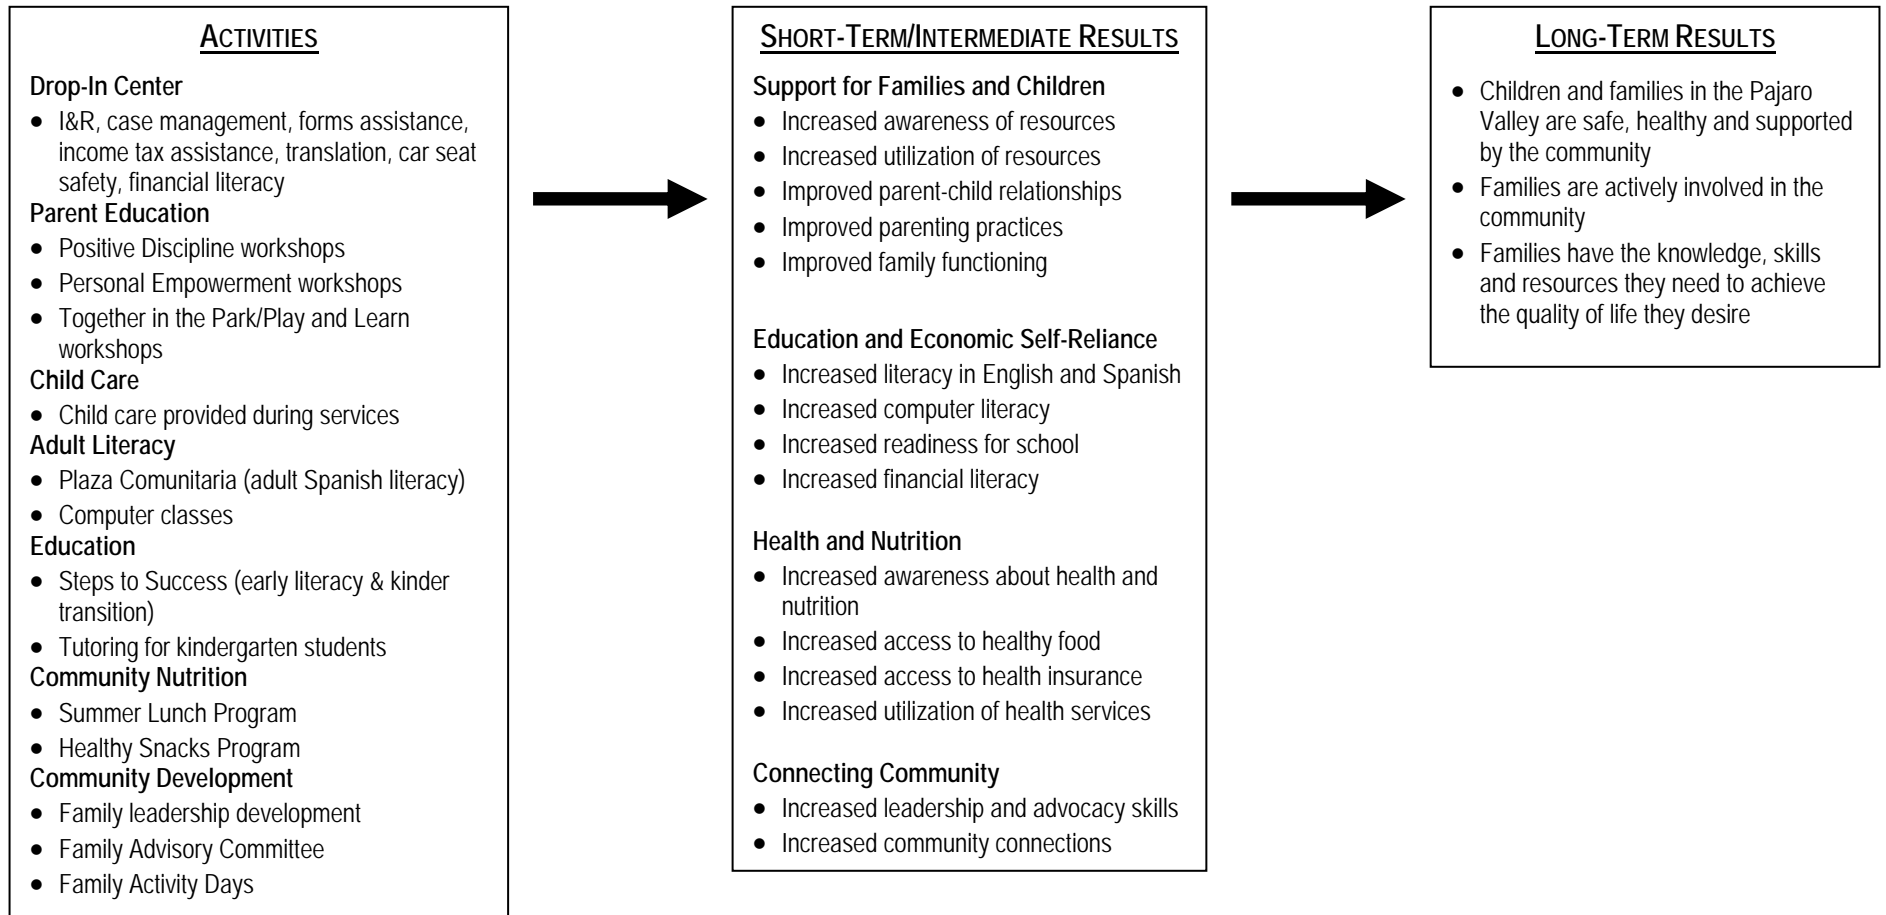 ACTIVITIES
Drop-In Center
• I&R, case management, forms assistance,
income tax assistance, translation, car seat
safety, financial literacy
Parent Education
• Positive Discipline workshops
• Personal Empowerment workshops
• Together in the Park/Play and Learn
workshops
Child Care
• Child care provided during services
Adult Literacy
• Plaza Comunitaria (adult Spanish literacy)
• Computer classes
Education
• Steps to Success (early literacy & kinder
transition)
• Tutoring for kindergarten students
Community Nutrition
• Summer Lunch Program
• Healthy Snacks Program
Community Development
• Family leadership development
• Family Advisory Committee
• Family Activity Days
SHORT-TERM/INTERMEDIATE RESULTS
Support for Families and Children
• Increased awareness of resources
• Increased utilization of resources
• Improved parent-child relationships
• Improved parenting practices
• Improved family functioning
Education and Economic Self-Reliance
• Increased literacy in English and Spanish
• Increased computer literacy
• Increased readiness for school
• Increased financial literacy
Health and Nutrition
• Increased awareness about health and
nutrition
• Increased access to healthy food
• Increased access to health insurance
• Increased utilization of health services
Connecting Community
• Increased leadership and advocacy skills
• Increased community connections
LONG-TERM RESULTS
• Children and families in the Pajaro
Valley are safe, healthy and supported
by the community
• Families are actively involved in the
community
• Families have the knowledge, skills
and resources they need to achieve
the quality of life they desire